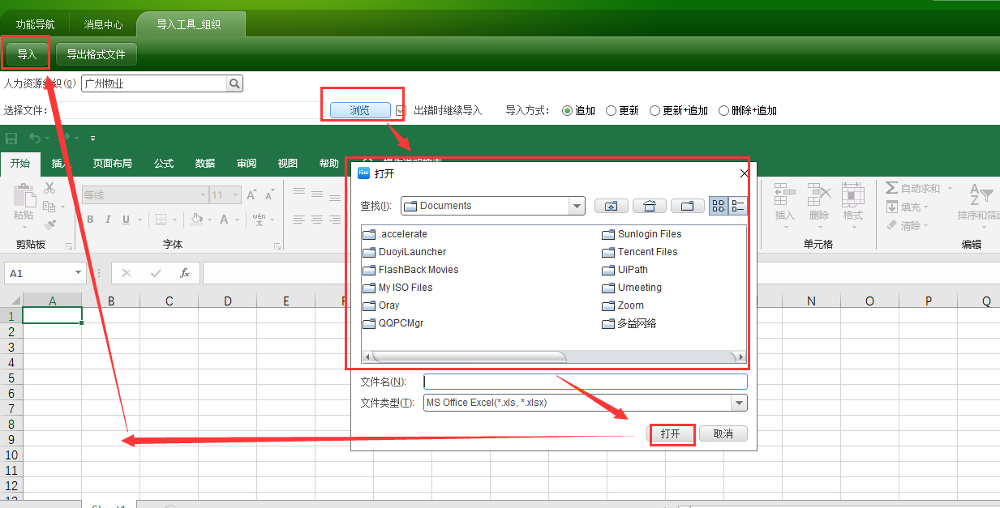 功能导航 消息中心 导入工具_组织
导入 导出格式文件
人力资源组织(O) 广州物业
选择文件: 浏览 出错时继续导入 导入方式: 追加 更新 更新+追加 删除+追加
开始 插入 页面布局 公式 数据 审阅 视图 帮助
粘贴
剪贴板
等线 11
B I U A wén 文
字体
插入 删除 格式
单元格
自动求和
填充
清除
编辑
打开
查找(I): Documents
.accelerate Sunlogin Files
DuoyiLauncher Tencent Files
FlashBack Movies UiPath
My ISO Files Umeeting
Oray Zoom
QQPCMgr 多益网络
文件名(N):
文件类型(T): MS Office Excel(*.xls, *.xlsx)
打开 取消
A1 fx
A B C D E N O P Q
1
2
3
4
5
6
7
8
9
10
11
12